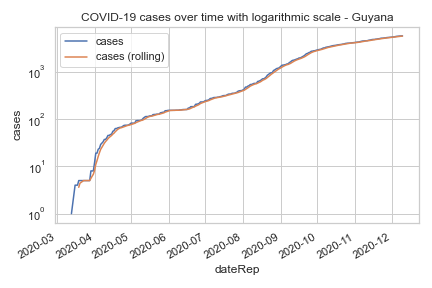 COVID-19 cases over time with logarithmic scale - Guyana
cases
cases (rolling)
10³
10²
10¹
10⁰
cases
2020-03
2020-04
2020-05
2020-06
2020-07
2020-08
2020-09
2020-10
2020-11
2020-12
dateRep